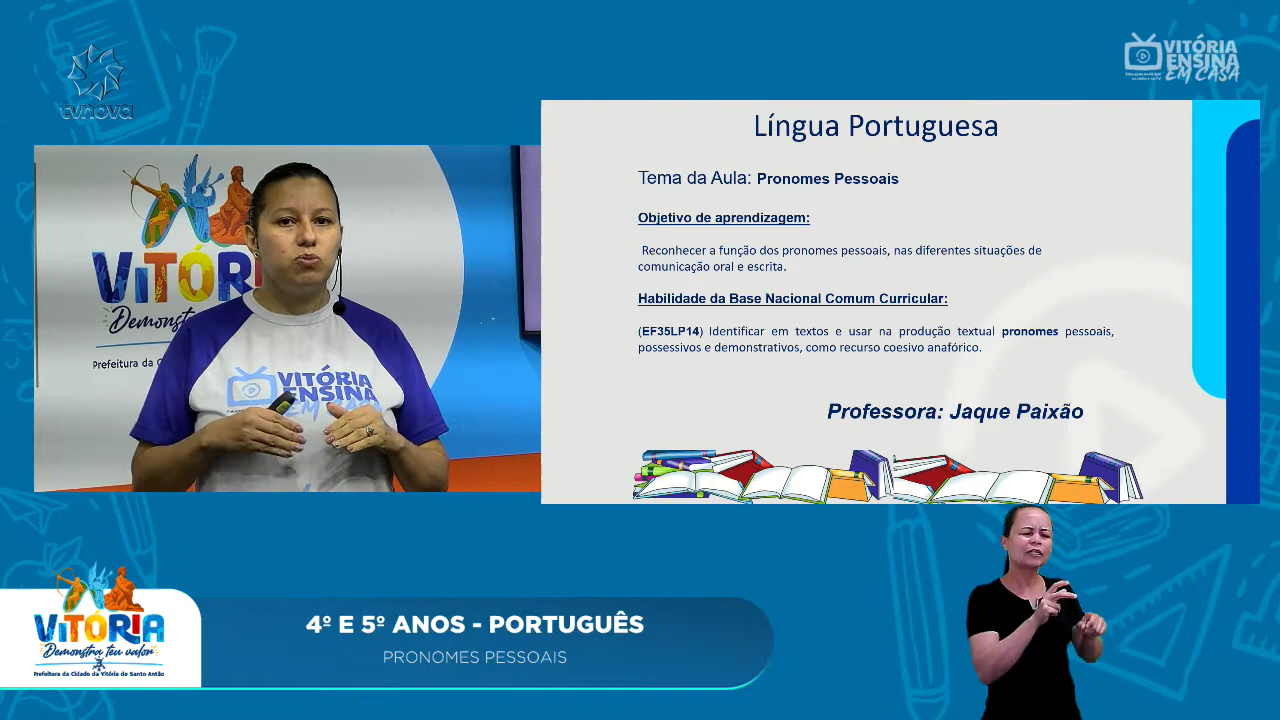 tvnova
VITÓRIA
ENSINA
EM CASA
Língua Portuguesa
Tema da Aula: Pronomes Pessoais
Objetivo de aprendizagem:
Reconhecer a função dos pronomes pessoais, nas diferentes situações de
comunicação oral e escrita.
Habilidade da Base Nacional Comum Curricular:
(EF35LP14) Identificar em textos e usar na produção textual pronomes pessoais,
possessivos e demonstrativos, como recurso coesivo anafórico.
Professora: Jaque Paixão
VITÓRI
Demonstra
Prefeitura da C
VITÓRIA
ENSINA
EM CASA
VITÓRIA
Demonstra teu valor
Prefeitura da Cidade da Vitória de Santo Antão
4º E 5º ANOS - PORTUGUÊS
PRONOMES PESSOAIS